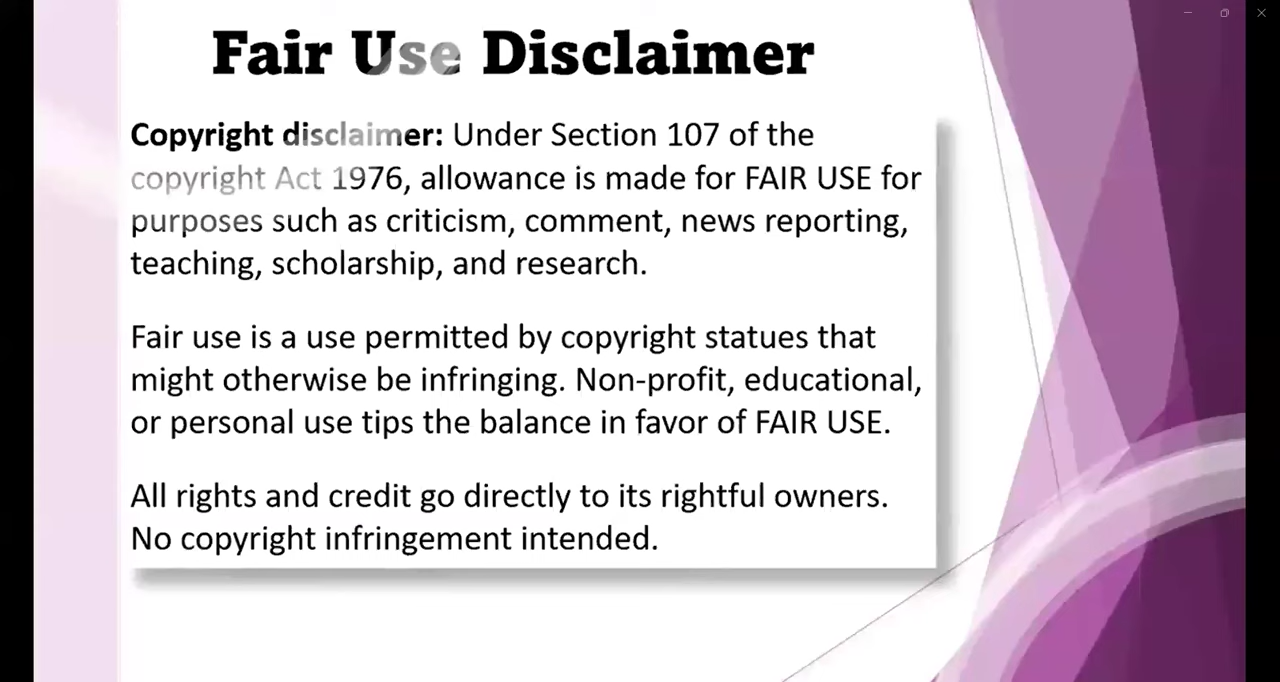 Fair Use Disclaimer
Copyright disclaimer: Under Section 107 of the
copyright Act 1976, allowance is made for FAIR USE for
purposes such as criticism, comment, news reporting,
teaching, scholarship, and research.
Fair use is a use permitted by copyright statues that
might otherwise be infringing. Non-profit, educational,
or personal use tips the balance in favor of FAIR USE.
All rights and credit go directly to its rightful owners.
No copyright infringement intended.